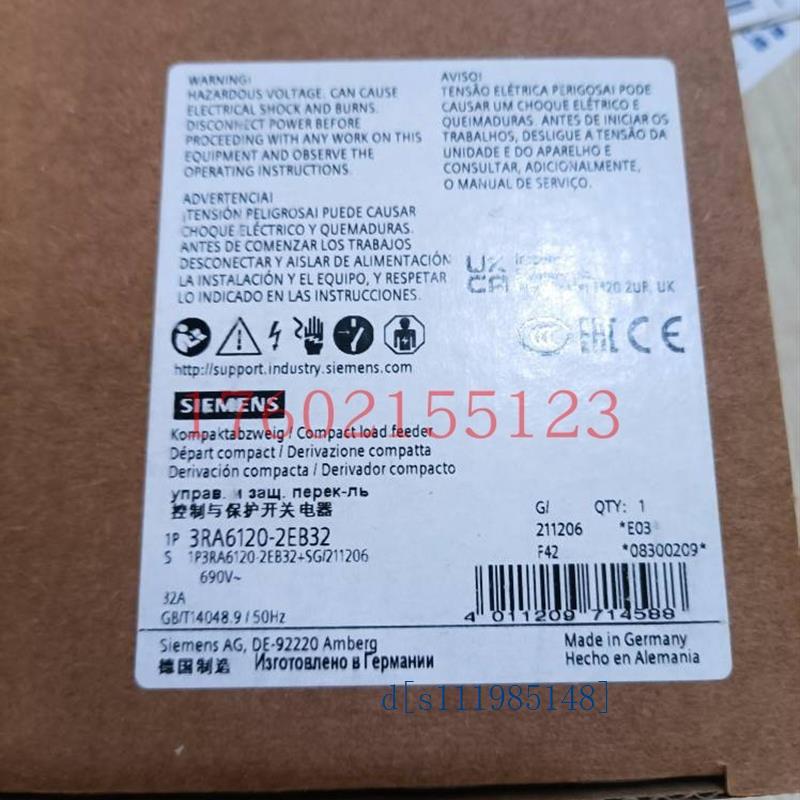 WARNING!
HAZARDOUS VOLTAGE. CAN CAUSE
ELECTRICAL SHOCK AND BURNS.
DISCONNECT POWER BEFORE
PROCEEDING WITH ANY WORK ON THIS
EQUIPMENT AND OBSERVE THE
OPERATING INSTRUCTIONS.
AVISO!
TENSÃO ELÉTRICA PERIGOSA! PODE
CAUSAR UM CHOQUE ELÉTRICO E
QUEIMADURAS. ANTES DE INICIAR OS
TRABALHOS, DESLIGUE A TENSÃO DA
UNIDADE E DO APARELHO E
CONSULTAR, ADICIONALMENTE,
O MANUAL DE SERVIÇO.
ADVERTENCIA!
¡TENSIÓN PELIGROSA! PUEDE CAUSAR
CHOQUE ELÉCTRICO Y QUEMADURAS.
ANTES DE COMENZAR LOS TRABAJOS
DESCONECTAR Y AISLAR DE ALIMENTACIÓN
LA INSTALACIÓN Y EL EQUIPO, Y RESPETAR
LO INDICADO EN LAS INSTRUCCIONES.
UK
CA
2UP, UK
CCC EAC CE
http://support.industry.siemens.com
SIEMENS
17602155123
Kompaktabzweig / Compact load feeder
Départ compact / Derivazione compatta
Derivación compacta / Derivador compacto
управ. и защ. перек-ль
控制与保护开关电器
1P 3RA6120-2EB32
S 1P3RA6120-2EB32+SG/211206
690V~
32A
GB/T14048.9 / 50Hz
G/ QTY: 1
211206 *E03
F42 *08300209*
4 011209 714588
Siemens AG, DE-92220 Amberg
德国制造 Изготовлено в Германии
Made in Germany
Hecho en Alemania
d[s111985148]